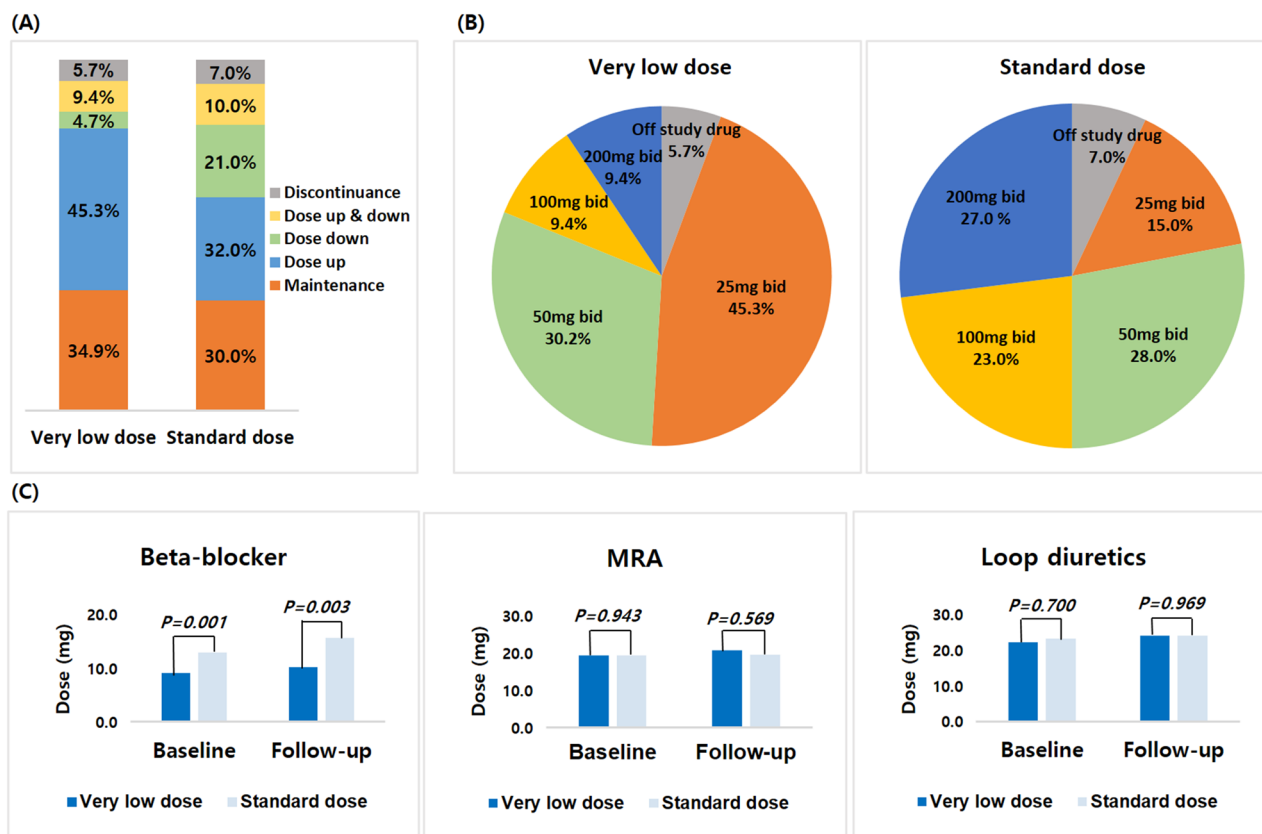 (A)
5.7%
9.4%
4.7%
45.3%
34.9%
7.0%
10.0%
21.0%
32.0%
30.0%
Discontinuance
Dose up & down
Dose down
Dose up
Maintenance
Very low dose
Standard dose
(B)
Very low dose
Off study drug
5.7%
200mg bid
9.4%
100mg bid
9.4%
25mg bid
45.3%
50mg bid
30.2%
Standard dose
Off study drug
7.0%
200mg bid
27.0 %
25mg bid
15.0%
100mg bid
23.0%
50mg bid
28.0%
(C)
Beta-blocker
Dose (mg)
20.0
10.0
0.0
P=0.001
P=0.003
Baseline
Follow-up
Very low dose
Standard dose
MRA
Dose (mg)
30.0
20.0
10.0
0.0
P=0.943
P=0.569
Baseline
Follow-up
Very low dose
Standard dose
Loop diuretics
Dose (mg)
30.0
20.0
10.0
0.0
P=0.700
P=0.969
Baseline
Follow-up
Very low dose
Standard dose